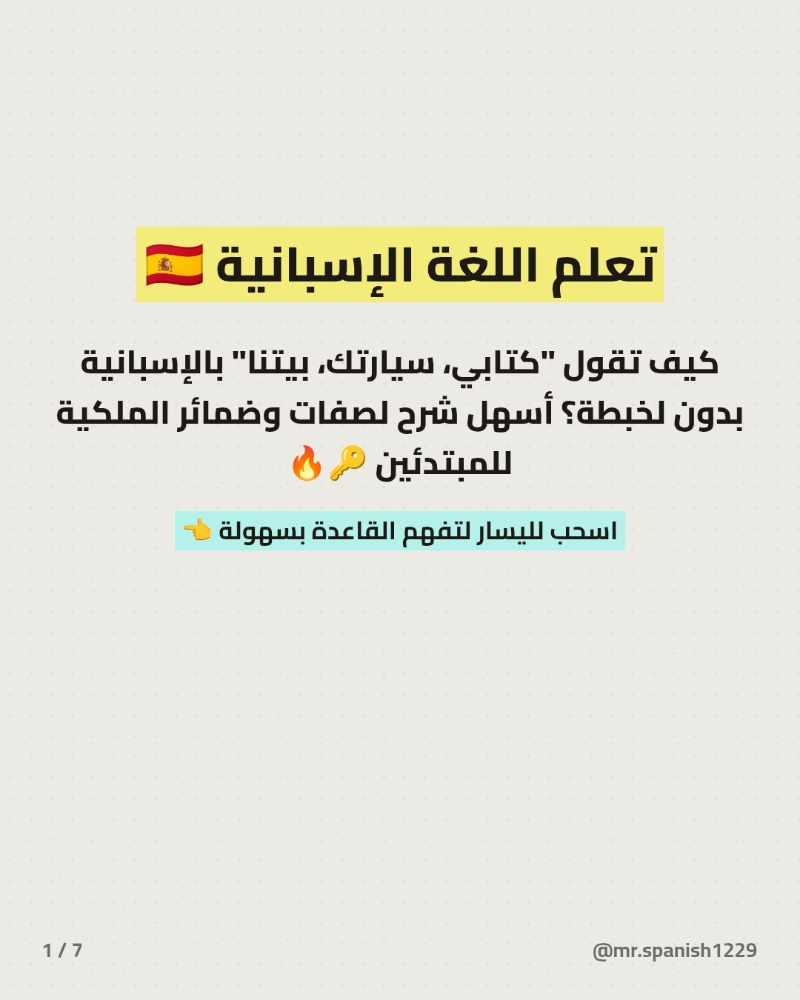 تعلم اللغة الإسبانية 🇪🇸
كيف تقول "كتابي، سيارتك، بيتنا" بالإسبانية
بدون لخبطة؟ أسهل شرح لصفات وضمائر الملكية
للمبتدئين 🔑🔥
اسحب لليسار لتفهم القاعدة بسهولة 👈
1 / 7
@mr.spanish1229